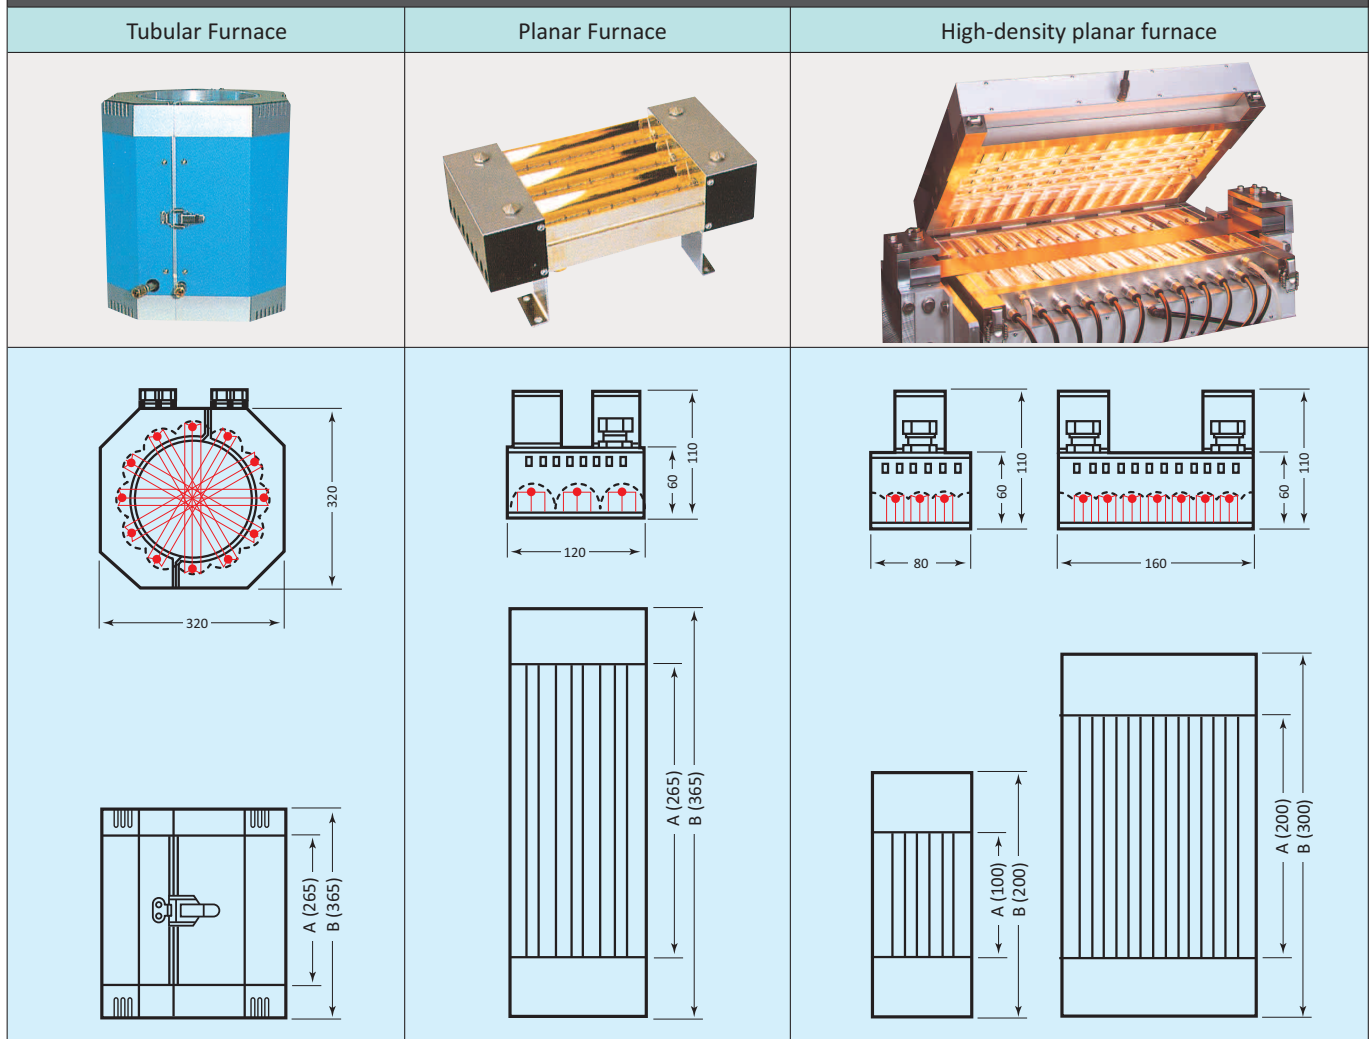 Tubular Furnace
Planar Furnace
High-density planar furnace
320
320
110
60
120
110
60
80
110
60
160
A (265)
B (365)
A (265)
B (365)
A (100)
B (200)
A (200)
B (300)